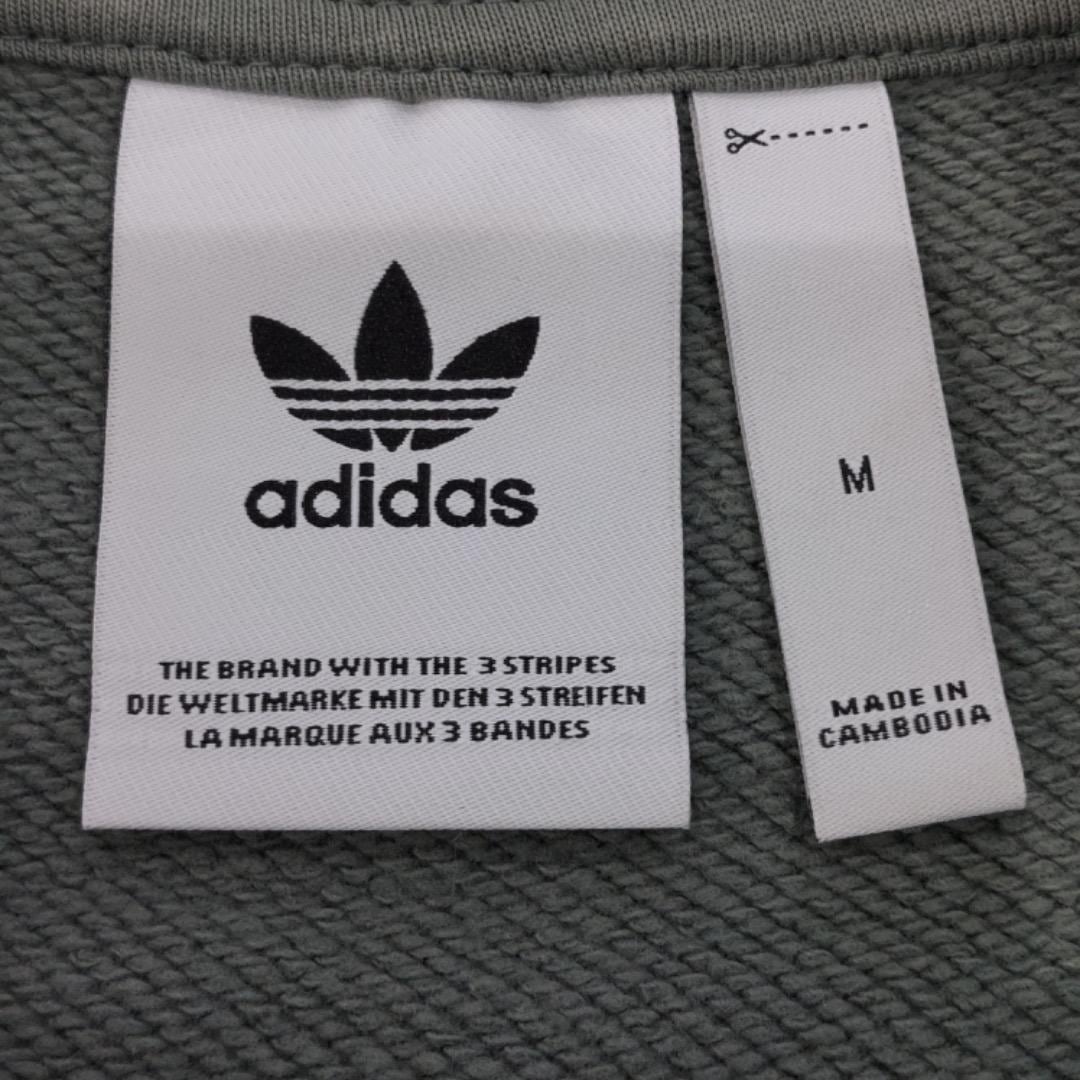 adidas
THE BRAND WITH THE 3 STRIPES
DIE WELTMARKE MIT DEN 3 STREIFEN
LA MARQUE AUX 3 BANDES
M
MADE IN
CAMBODIA